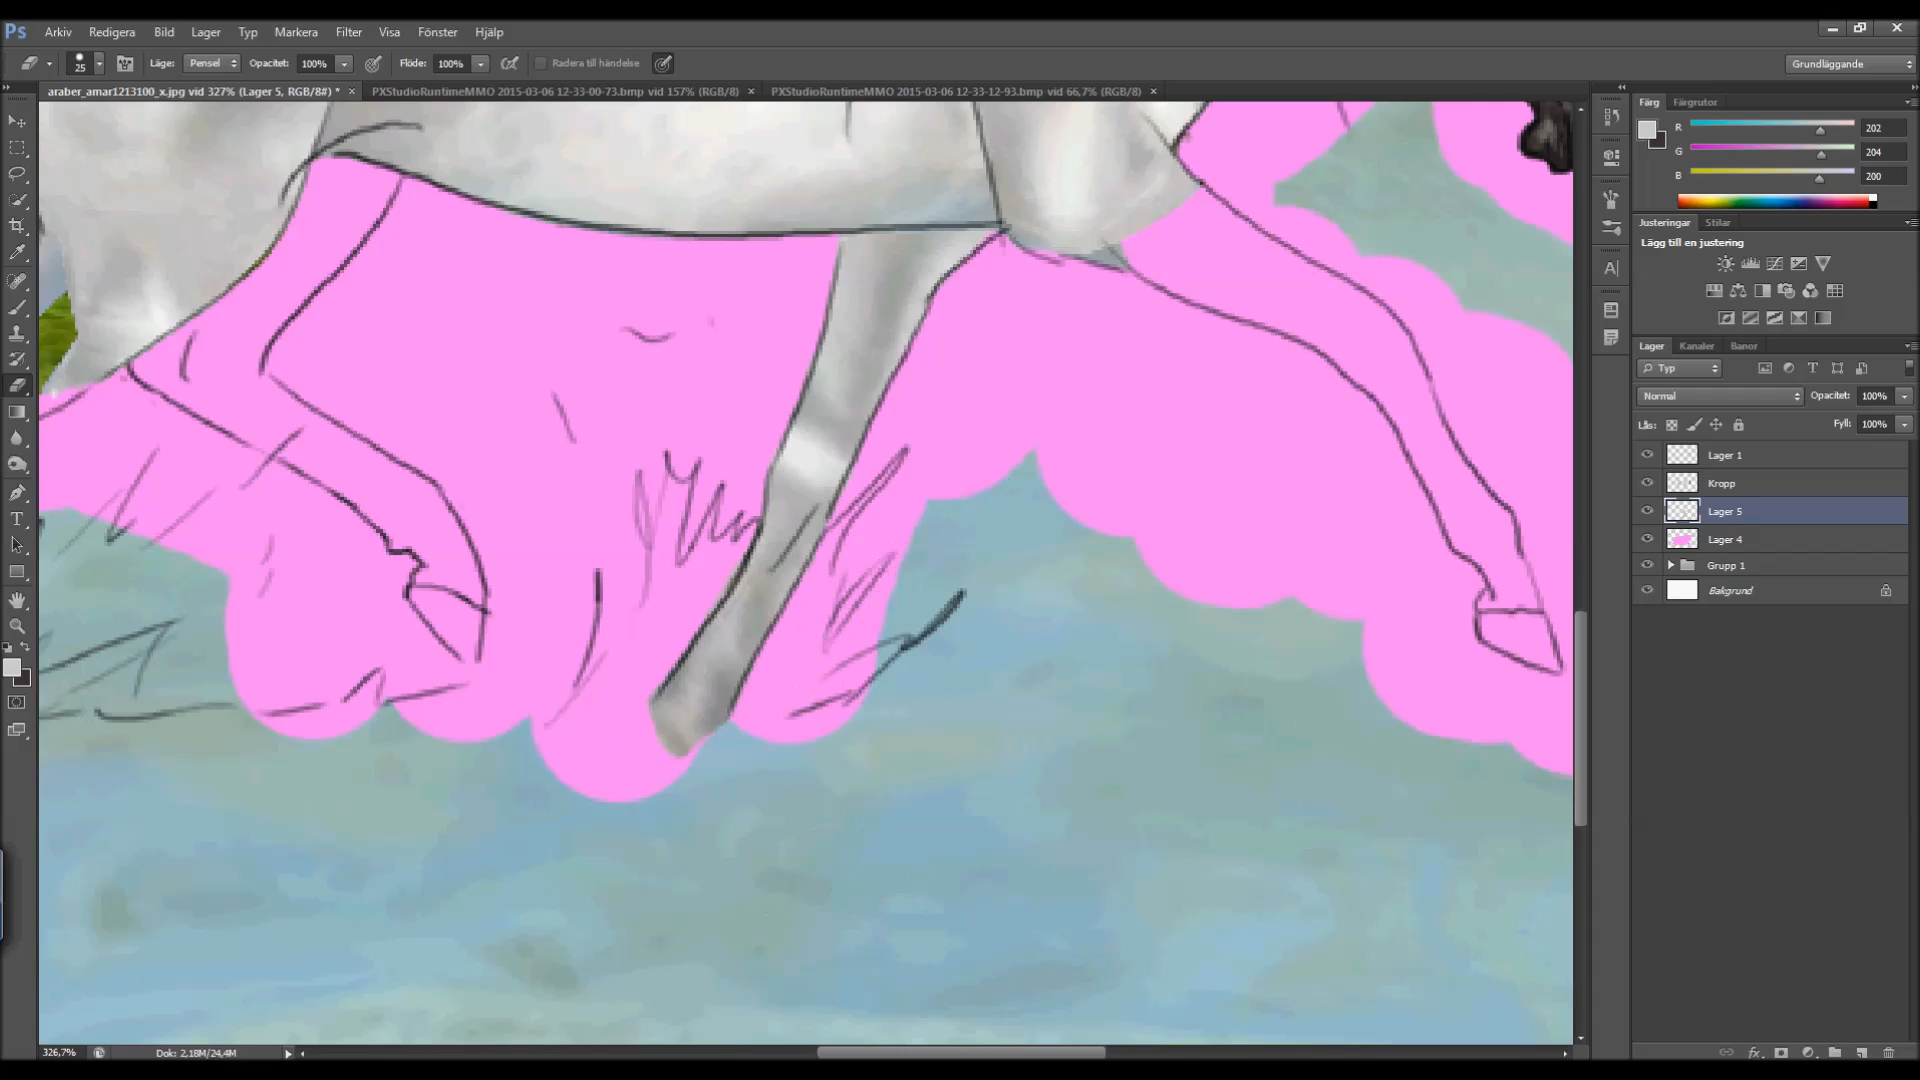 Ps Arkiv Redigera Bild Lager Typ Markera Filter Visa Fönster Hjälp
25 Läge: Pensel Opacitet: 100% Flöde: 100% Radera till händelse Grundläggande
araber_amar1213100_x.jpg vid 327% (Lager 5, RGB/8#) * × PXStudioRuntimeMMO 2015-03-06 12-33-00-73.bmp vid 157% (RGB/8) × PXStudioRuntimeMMO 2015-03-06 12-33-12-93.bmp vid 66,7% (RGB/8) ×
Färg Färgrutor
R 202
G 204
B 200
Justeringar Stilar
Lägg till en justering
Lager Kanaler Banor
Typ
Normal Opacitet: 100%
Lås: Fyll: 100%
Lager 1
Kropp
Lager 5
Lager 4
Grupp 1
Bakgrund
326,7% Dok: 2,18M/24,4M